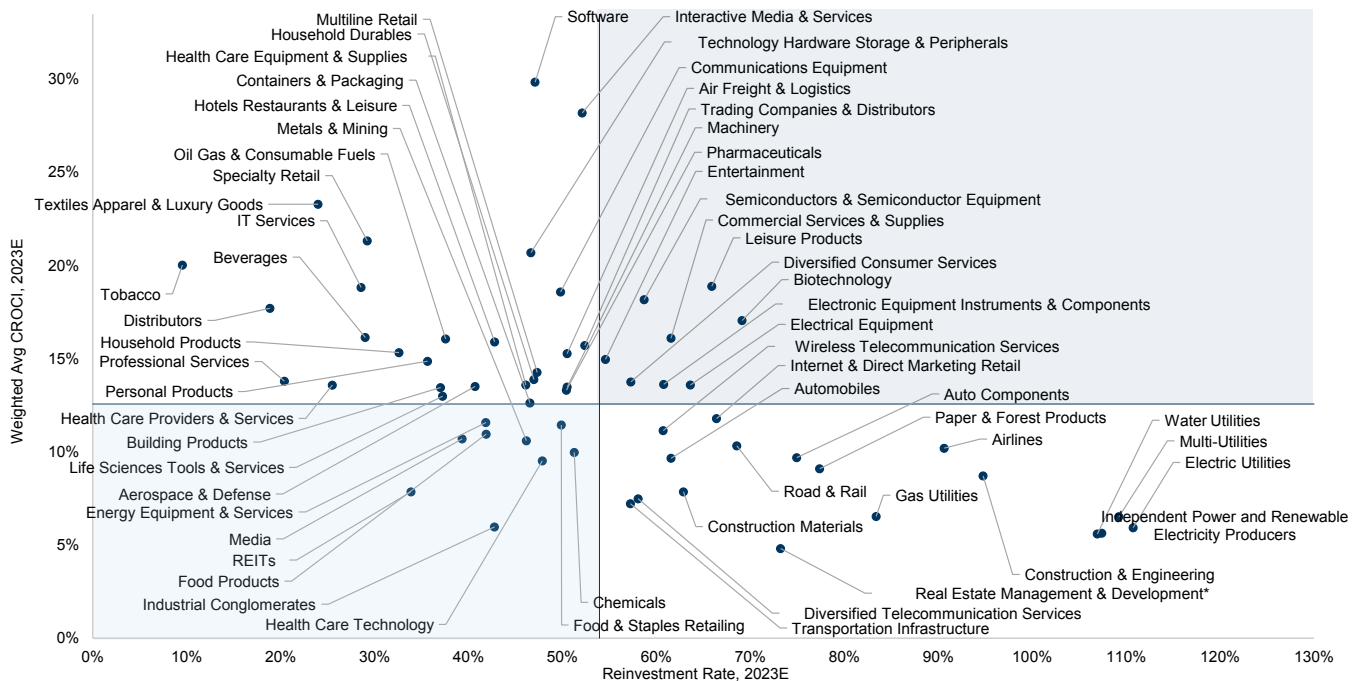 Weighted Avg CROCI, 2023E
30%
25%
20%
15%
10%
5%
0%
Multiline Retail
Household Durables
Health Care Equipment & Supplies
Containers & Packaging
Hotels Restaurants & Leisure
Metals & Mining
Oil Gas & Consumable Fuels
Specialty Retail
Textiles Apparel & Luxury Goods
IT Services
Beverages
Tobacco
Distributors
Household Products
Professional Services
Personal Products
Health Care Providers & Services
Building Products
Life Sciences Tools & Services
Aerospace & Defense
Energy Equipment & Services
Media
REITs
Food Products
Industrial Conglomerates
Health Care Technology
Software
Interactive Media & Services
Technology Hardware Storage & Peripherals
Communications Equipment
Air Freight & Logistics
Trading Companies & Distributors
Machinery
Pharmaceuticals
Entertainment
Semiconductors & Semiconductor Equipment
Commercial Services & Supplies
Leisure Products
Diversified Consumer Services
Biotechnology
Electronic Equipment Instruments & Components
Electrical Equipment
Wireless Telecommunication Services
Internet & Direct Marketing Retail
Automobiles
Auto Components
Paper & Forest Products
Airlines
Water Utilities
Multi-Utilities
Electric Utilities
Road & Rail
Gas Utilities
Construction Materials
Independent Power and Renewable
Electricity Producers
Construction & Engineering
Real Estate Management & Development*
Chemicals
Food & Staples Retailing
Diversified Telecommunication Services
Transportation Infrastructure
0% 10% 20% 30% 40% 50% 60% 70% 80% 90% 100% 110% 120% 130%
Reinvestment Rate, 2023E